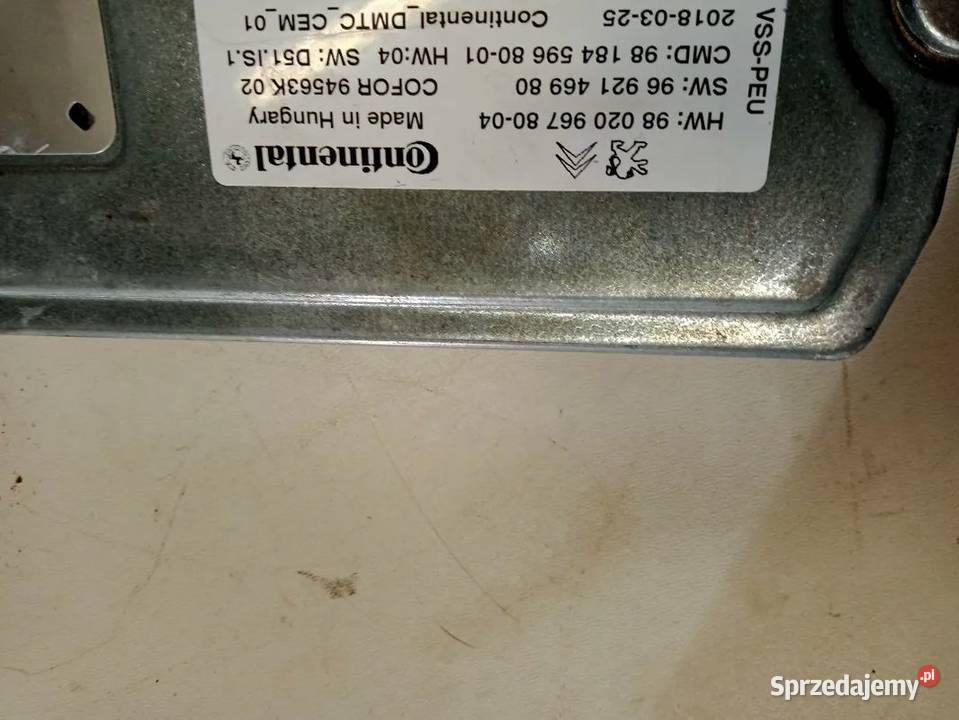 Continental
Made in Hungary
HW: 98 020 967 80-04
COFOR 94563K 02
SW: 96 921 469 80
HW:04 SW: D51.IS.1
CMD: 98 184 596 80-01
Continental_DMTC_CEM_01
2018-03-25
VSS-PEU
Sprzedajemy.pl